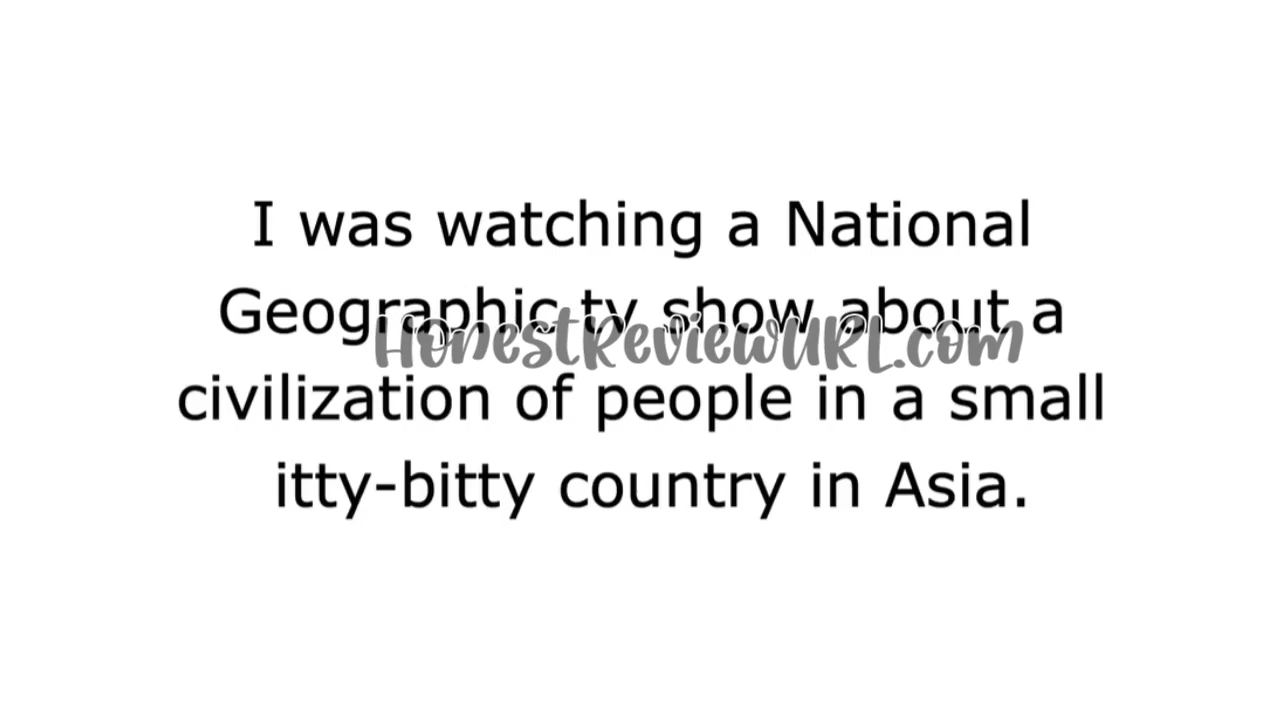 I was watching a National
Geographic tv show about a
HonestReviewURL.com
civilization of people in a small
itty-bitty country in Asia.